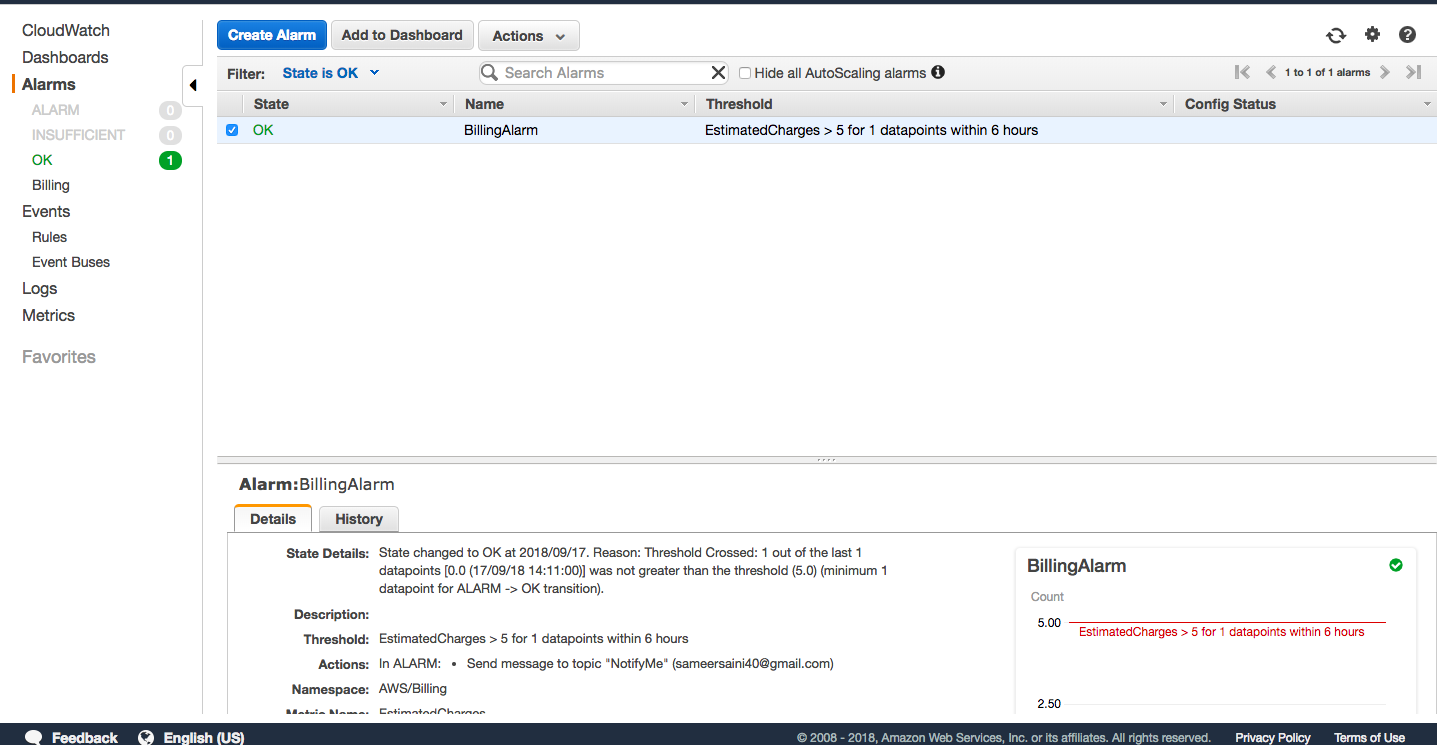 CloudWatch
Dashboards
Alarms
ALARM 0
INSUFFICIENT 0
OK 1
Billing
Events
Rules
Event Buses
Logs
Metrics
Favorites
Create Alarm Add to Dashboard Actions
Filter: State is OK Search Alarms Hide all AutoScaling alarms 1 to 1 of 1 alarms
State Name Threshold Config Status
OK BillingAlarm EstimatedCharges > 5 for 1 datapoints within 6 hours
Alarm:BillingAlarm
Details History
State Details: State changed to OK at 2018/09/17. Reason: Threshold Crossed: 1 out of the last 1
datapoints [0.0 (17/09/18 14:11:00)] was not greater than the threshold (5.0) (minimum 1
datapoint for ALARM -> OK transition).
Description:
Threshold: EstimatedCharges > 5 for 1 datapoints within 6 hours
Actions: In ALARM: • Send message to topic "NotifyMe" (sameersaini40@gmail.com)
Namespace: AWS/Billing
Metric Name: EstimatedCharges
BillingAlarm
Count
5.00
EstimatedCharges > 5 for 1 datapoints within 6 hours
2.50
Feedback English (US) © 2008 - 2018, Amazon Web Services, Inc. or its affiliates. All rights reserved. Privacy Policy Terms of Use